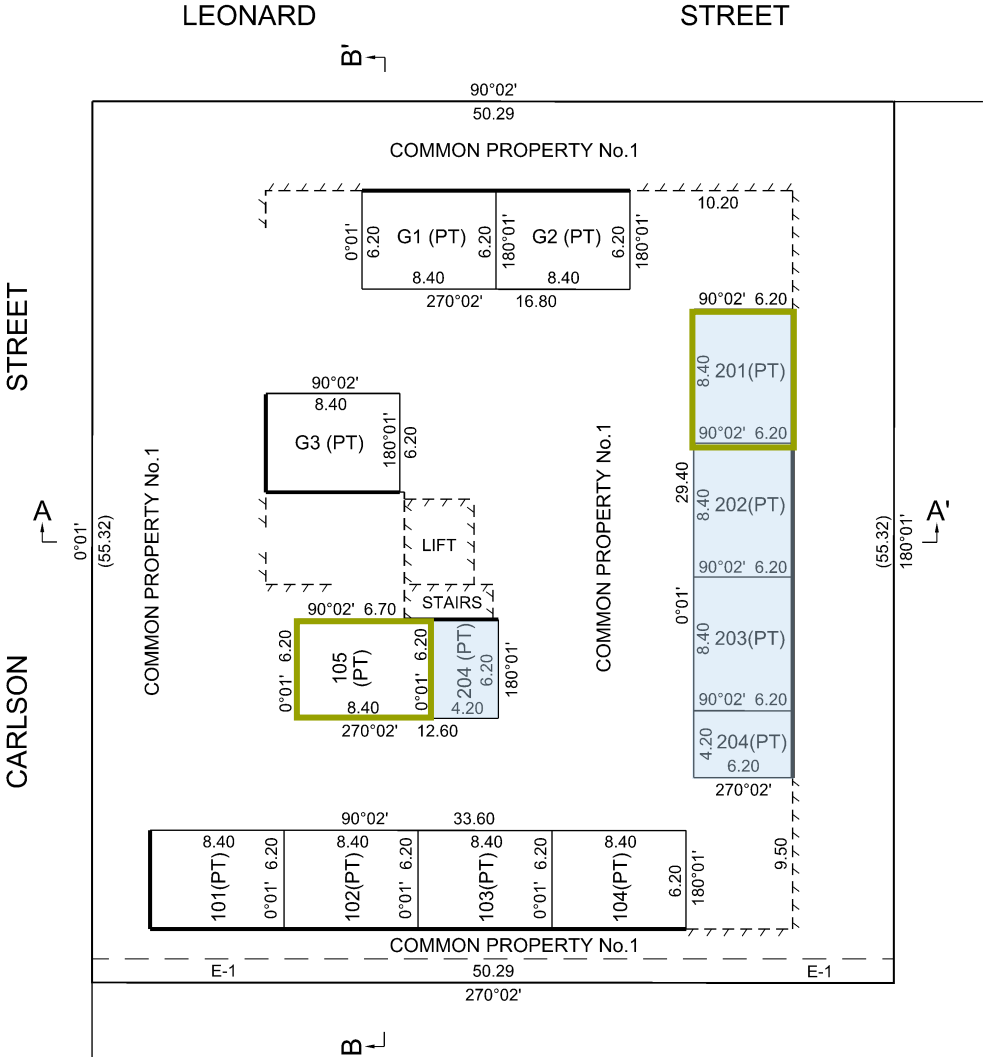 LEONARD STREET
B'
90°02'
50.29
COMMON PROPERTY No.1
10.20
0°01'
6.20
G1 (PT)
6.20
180°01'
G2 (PT)
6.20
180°01'
8.40
8.40
270°02'
16.80
STREET
CARLSON
90°02' 6.20
8.40
201(PT)
90°02' 6.20
90°02'
8.40
G3 (PT)
180°01'
6.20
COMMON PROPERTY No.1
COMMON PROPERTY No.1
29.40
8.40
202(PT)
90°02' 6.20
A
0°01'
(55.32)
LIFT
(55.32)
180°01'
A'
STAIRS
90°02' 6.70
0°01' 6.20
105
(PT)
0°01' 6.20
8.40
204 (PT)
6.20
4.20
180°01'
270°02' 12.60
0°01'
8.40
203(PT)
90°02' 6.20
4.20
204(PT)
6.20
270°02'
90°02' 33.60
8.40
8.40
8.40
8.40
101(PT)
0°01' 6.20
102(PT)
0°01' 6.20
103(PT)
0°01' 6.20
104(PT)
6.20
180°01'
9.50
COMMON PROPERTY No.1
E-1
50.29
E-1
270°02'
B